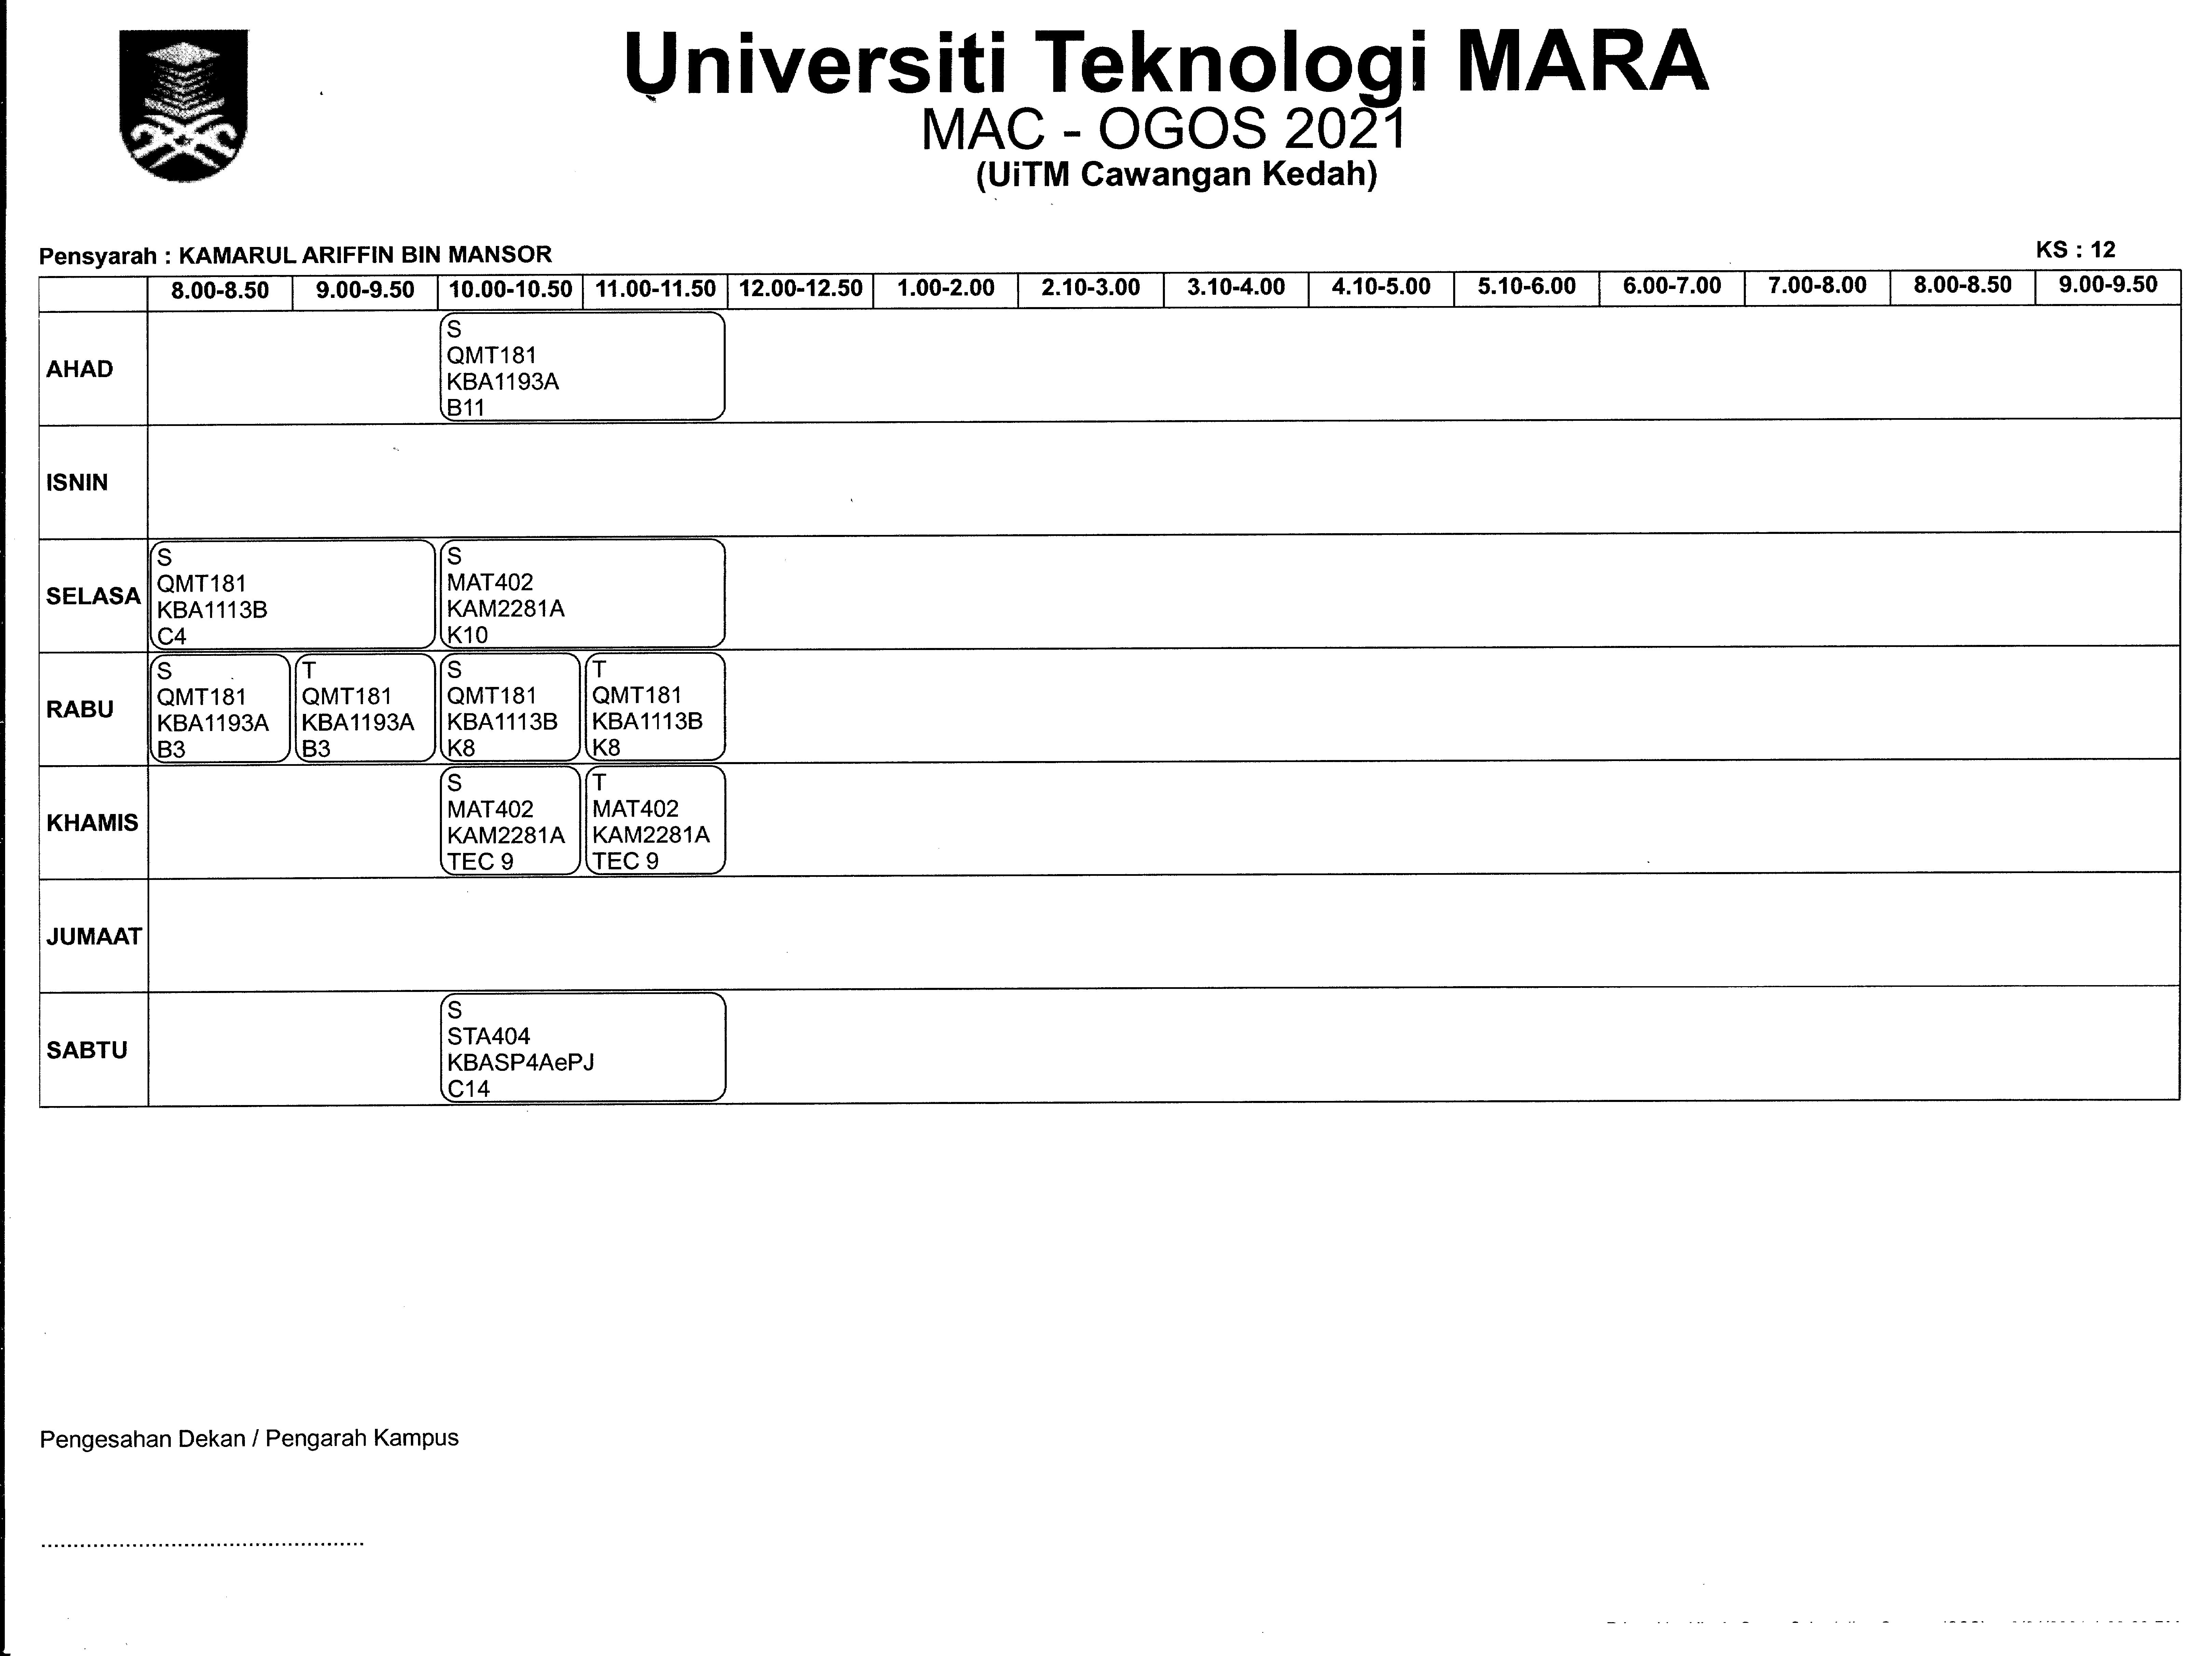 Universiti Teknologi MARA
MAC - OGOS 2021
(UiTM Cawangan Kedah)
Pensyarah : KAMARUL ARIFFIN BIN MANSOR
KS : 12
8.00-8.50 9.00-9.50 10.00-10.50 11.00-11.50 12.00-12.50 1.00-2.00 2.10-3.00 3.10-4.00 4.10-5.00 5.10-6.00 6.00-7.00 7.00-8.00 8.00-8.50 9.00-9.50
AHAD
S
QMT181
KBA1193A
B11
ISNIN
SELASA
S
QMT181
KBA1113B
C4
S
MAT402
KAM2281A
K10
RABU
S
QMT181
KBA1193A
B3
T
QMT181
KBA1193A
B3
S
QMT181
KBA1113B
K8
T
QMT181
KBA1113B
K8
KHAMIS
S
MAT402
KAM2281A
TEC 9
T
MAT402
KAM2281A
TEC 9
JUMAAT
SABTU
S
STA404
KBASP4AePJ
C14
Pengesahan Dekan / Pengarah Kampus
..................................................